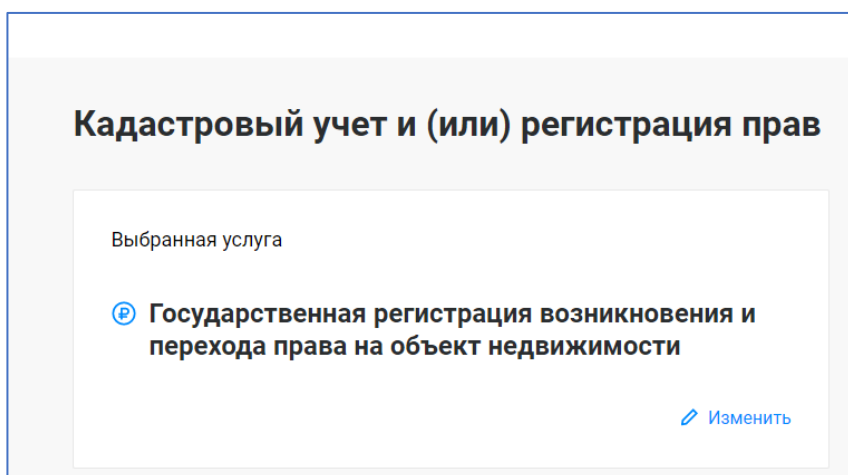 Кадастровый учет и (или) регистрация прав
Выбранная услуга
Государственная регистрация возникновения и
перехода права на объект недвижимости
Изменить